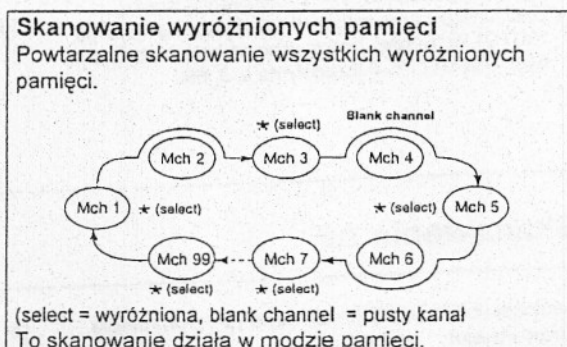 Skanowanie wyróżnionych pamięci
Powtarzalne skanowanie wszystkich wyróżnionych
pamięci.
★ (select)
Blank channel
Mch 2
Mch 3
Mch 4
Mch 1
★ (select)
★ (select)
Mch 5
Mch 99
Mch 7
Mch 6
★ (select)
★ (select)
(select = wyróżniona, blank channel = pusty kanał
To skanowanie działa w modzie pamięci.